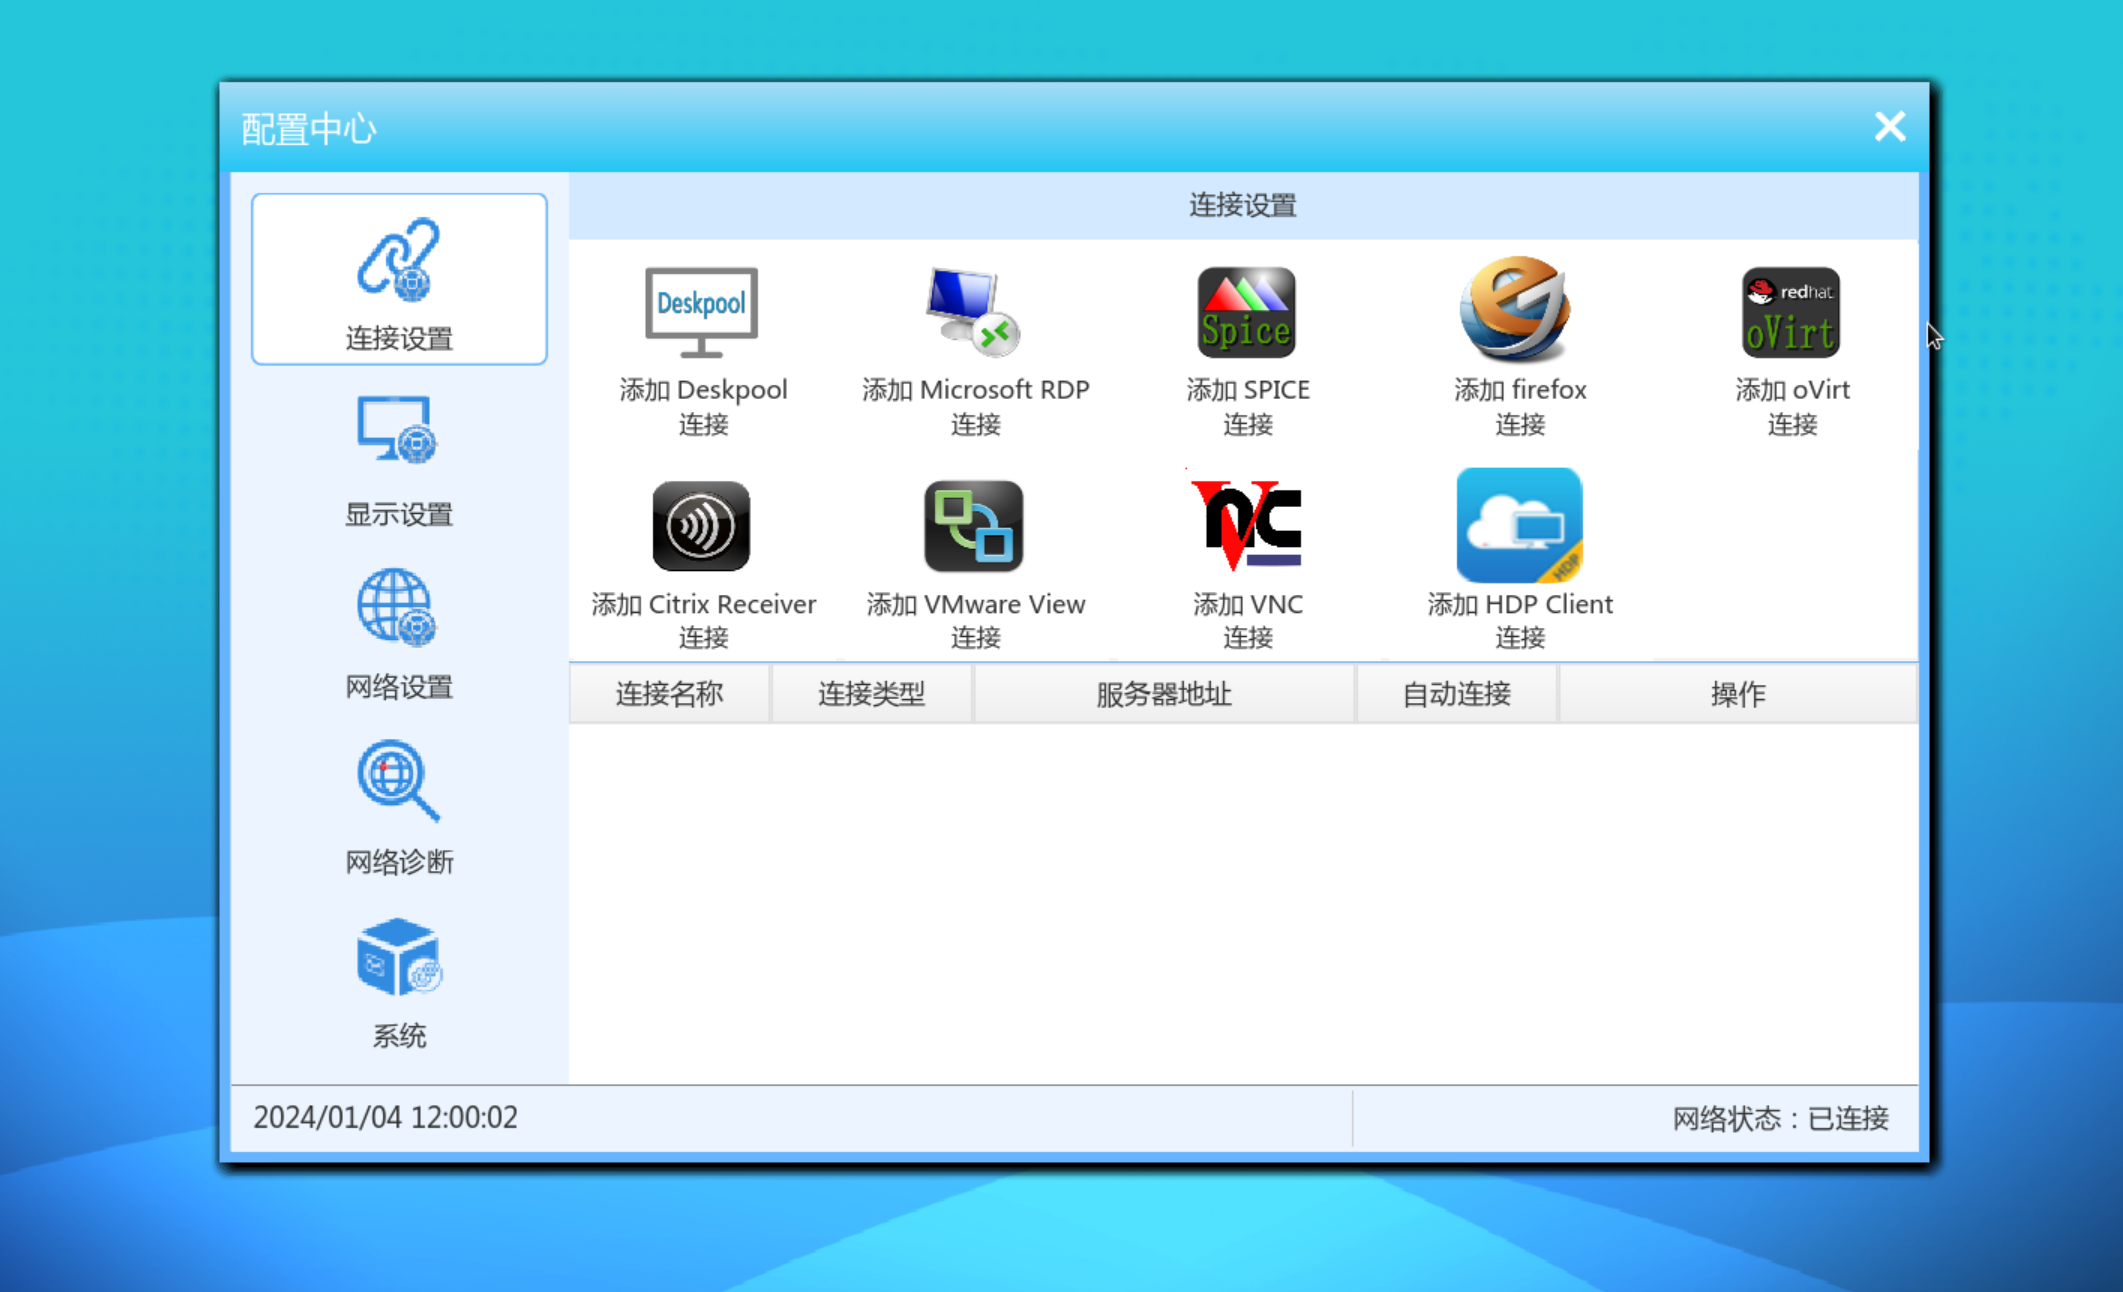 配置中心
连接设置
连接设置
显示设置
网络设置
网络诊断
系统
Deskpool
添加 Deskpool
连接
添加 Microsoft RDP
连接
Spice
添加 SPICE
连接
添加 firefox
连接
redhat
oVirt
添加 oVirt
连接
添加 Citrix Receiver
连接
添加 VMware View
连接
VNC
添加 VNC
连接
HDP
添加 HDP Client
连接
连接名称
连接类型
服务器地址
自动连接
操作
2024/01/04 12:00:02
网络状态：已连接